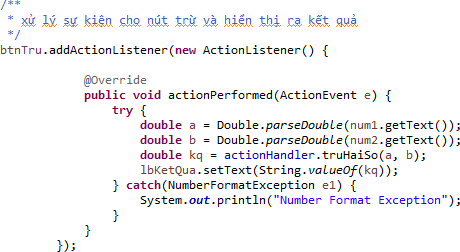 /**
 * xử lý sự kiện cho nút trừ và hiển thị ra kết quả
 */
btnTru.addActionListener(new ActionListener() {
@Override
public void actionPerformed(ActionEvent e) {
try {
double a = Double.parseDouble(num1.getText());
double b = Double.parseDouble(num2.getText());
double kq = actionHandler.truHaiSo(a, b);
lbKetQua.setText(String.valueOf(kq));
} catch(NumberFormatException e1) {
System.out.println("Number Format Exception");
}
}
});